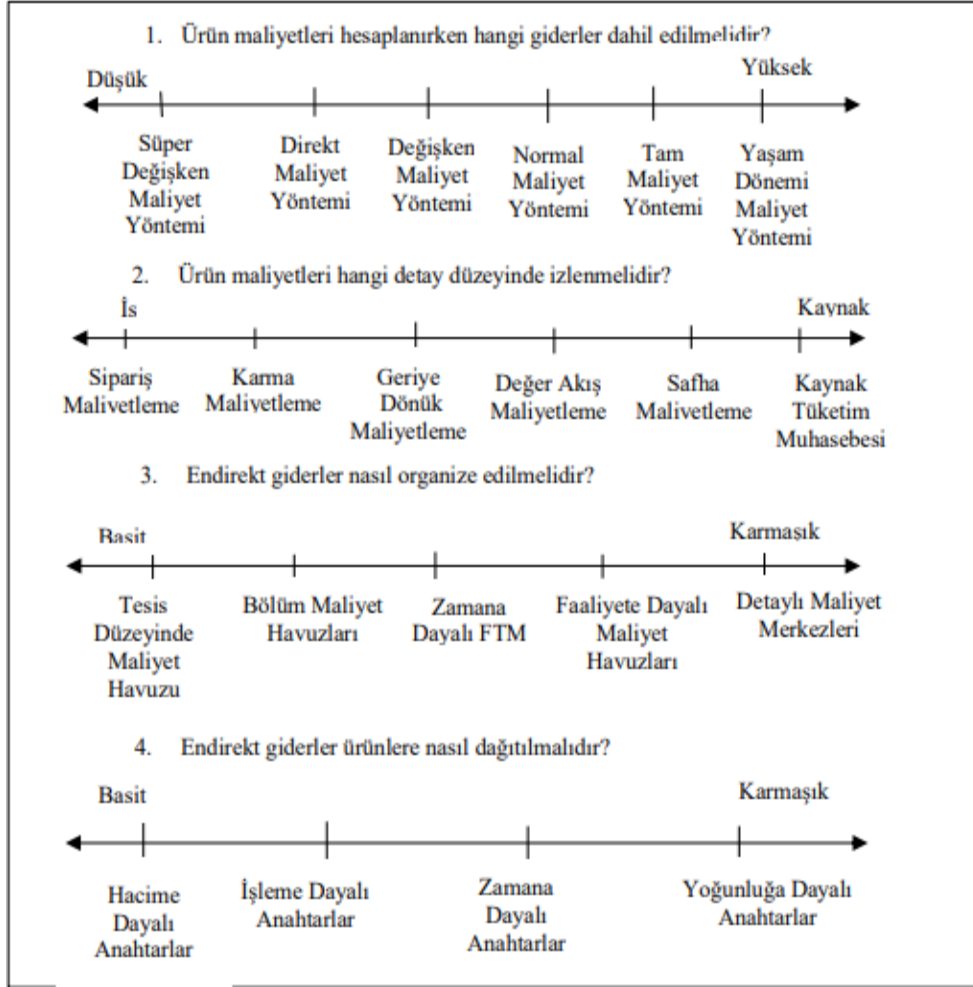 1. Ürün maliyetleri hesaplanırken hangi giderler dahil edilmelidir?
Düşük
Yüksek
Süper
Değişken
Maliyet
Yöntemi
Direkt
Maliyet
Yöntemi
Değişken
Maliyet
Yöntemi
Normal
Maliyet
Yöntemi
Tam
Maliyet
Yöntemi
Yaşam
Dönemi
Maliyet
Yöntemi
2. Ürün maliyetleri hangi detay düzeyinde izlenmelidir?
İs
Kaynak
Sipariş
Malivetleme
Karma
Maliyetleme
Geriye
Dönük
Maliyetleme
Değer Akış
Maliyetleme
Safha
Malivetleme
Kaynak
Tüketim
Muhasebesi
3. Endirekt giderler nasıl organize edilmelidir?
Basit
Karmaşık
Tesis
Düzeyinde
Maliyet
Havuzu
Bölüm Maliyet
Havuzları
Zamana
Dayalı FTM
Faaliyete Dayalı
Maliyet
Havuzları
Detaylı Maliyet
Merkezleri
4. Endirekt giderler ürünlere nasıl dağıtılmalıdır?
Basit
Karmaşık
Hacime
Dayalı
Anahtarlar
İşleme Dayalı
Anahtarlar
Zamana
Dayalı
Anahtarlar
Yoğunluğa Dayalı
Anahtarlar